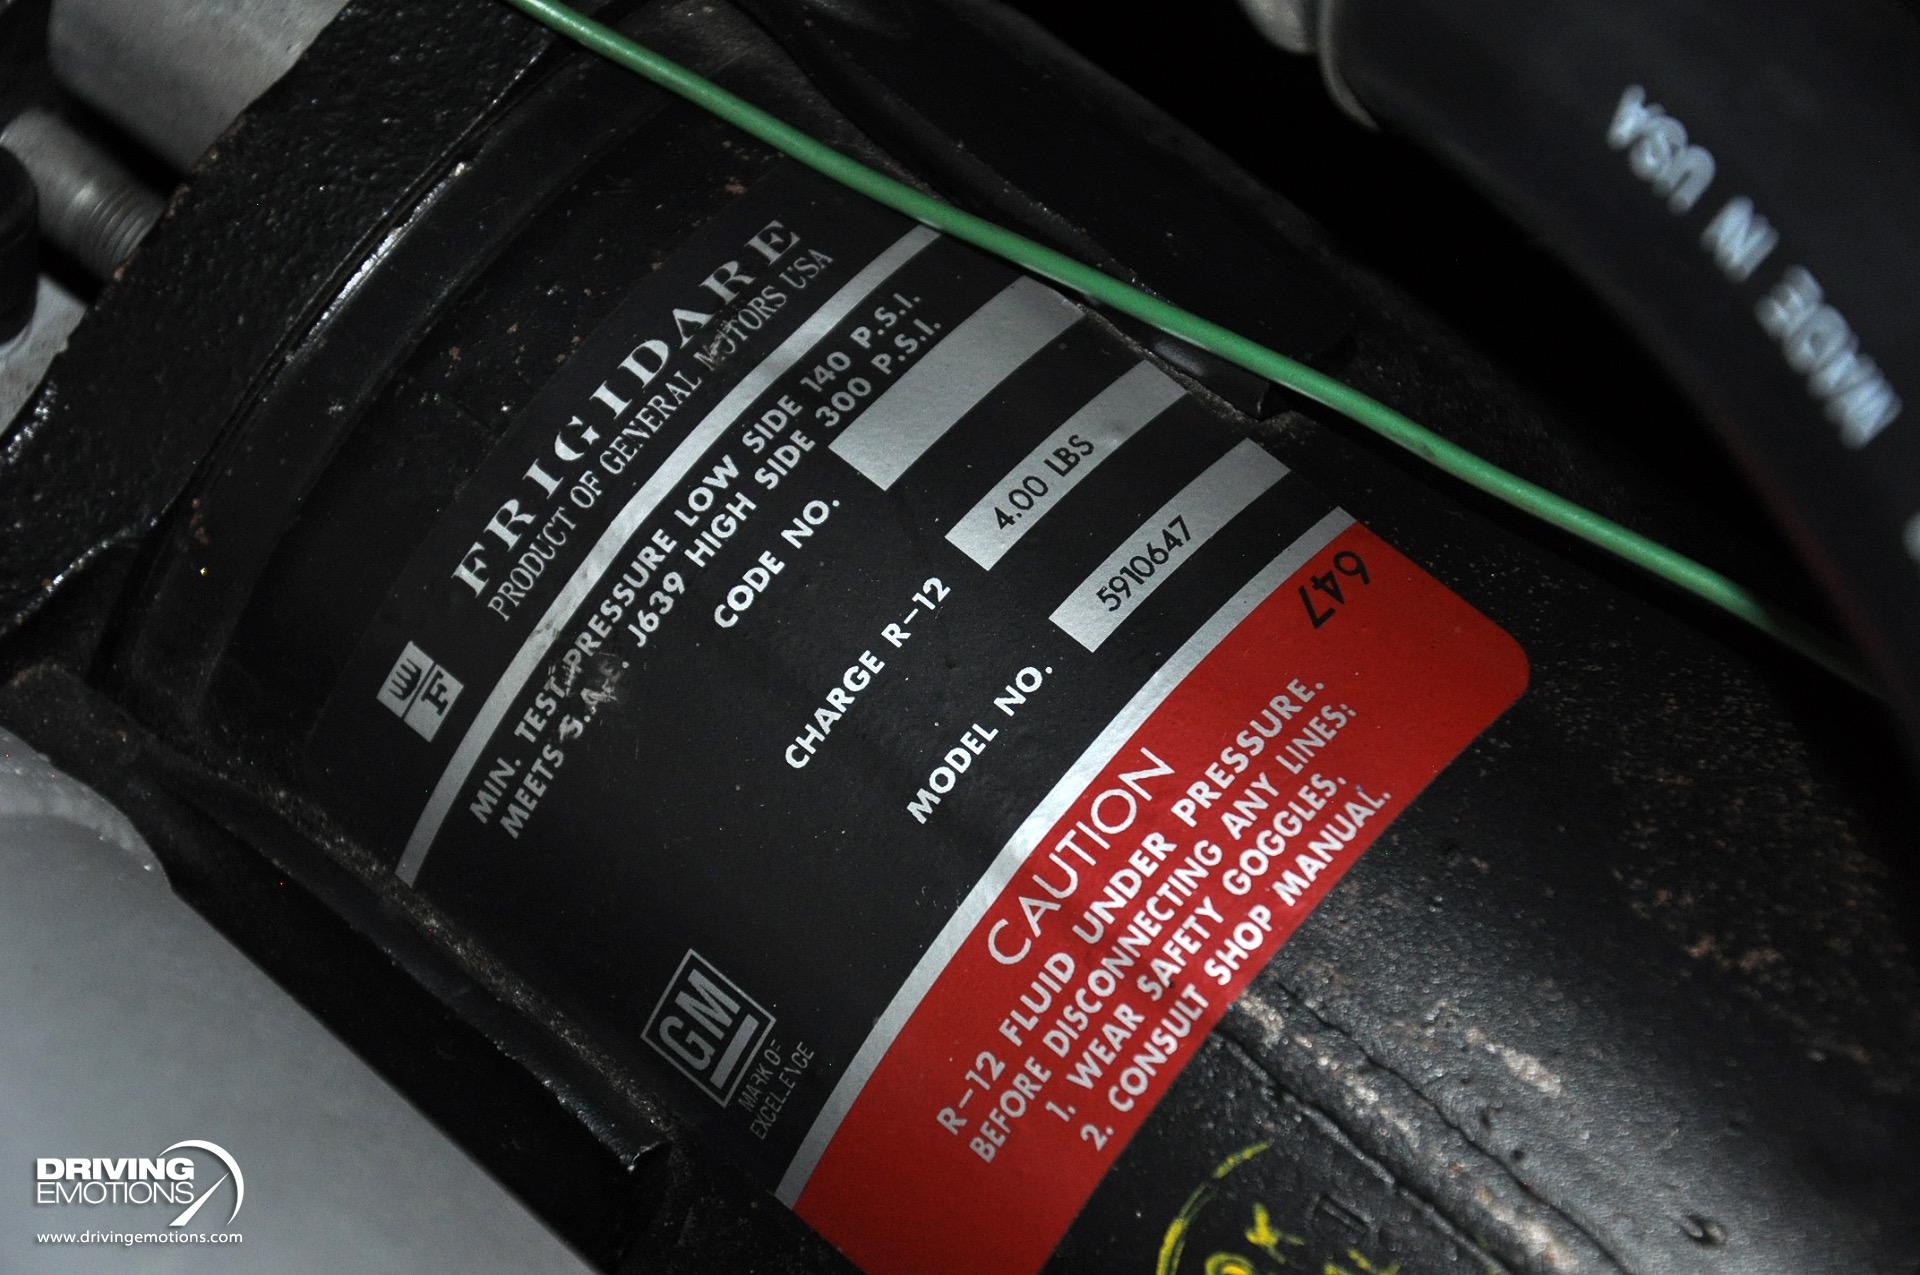 FRIGIDARE
PRODUCT OF GENERAL MOTORS USA
F
MIN. TEST PRESSURE LOW SIDE 140 P.S.I.
MEETS S.A.E. J639 HIGH SIDE 300 P.S.I.
CODE NO.
CHARGE R-12 4.00 LBS
MODEL NO. 5910647
GM
MARK OF
EXCELLENCE
647
CAUTION
R-12 FLUID UNDER PRESSURE.
BEFORE DISCONNECTING ANY LINES:
1. WEAR SAFETY GOGGLES.
2. CONSULT SHOP MANUAL.
MADE IN USA
DRIVING
EMOTIONS
www.drivingemotions.com